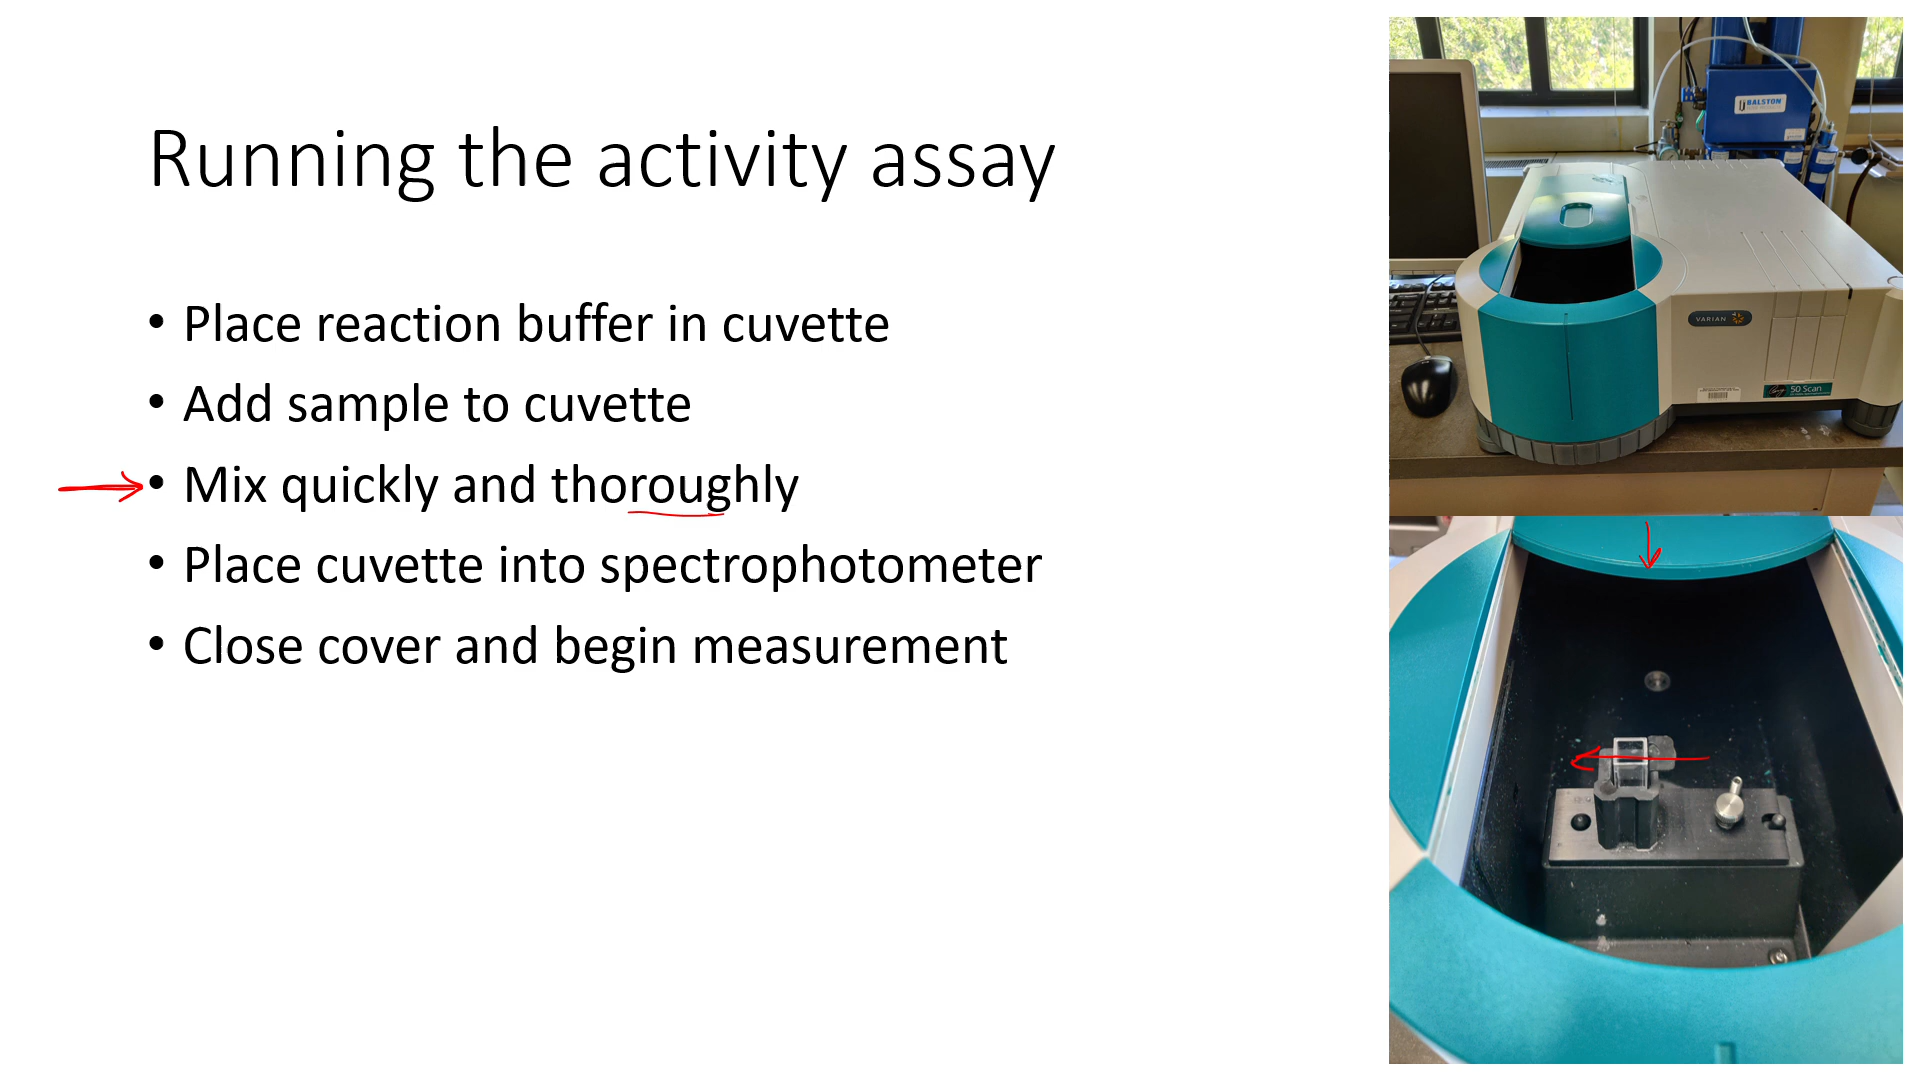 Running the activity assay
• Place reaction buffer in cuvette
• Add sample to cuvette
• Mix quickly and thoroughly
• Place cuvette into spectrophotometer
• Close cover and begin measurement
BALSTON
VARIAN
50 Scan